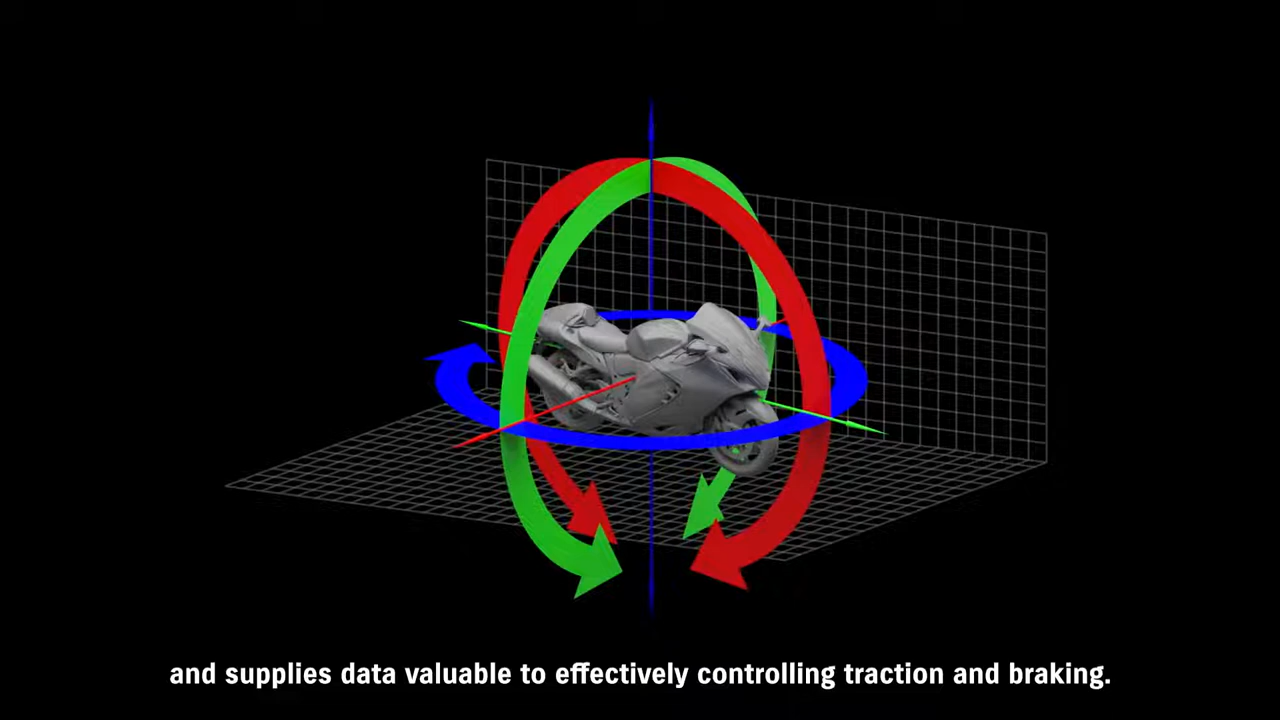 and supplies data valuable to effectively controlling traction and braking.